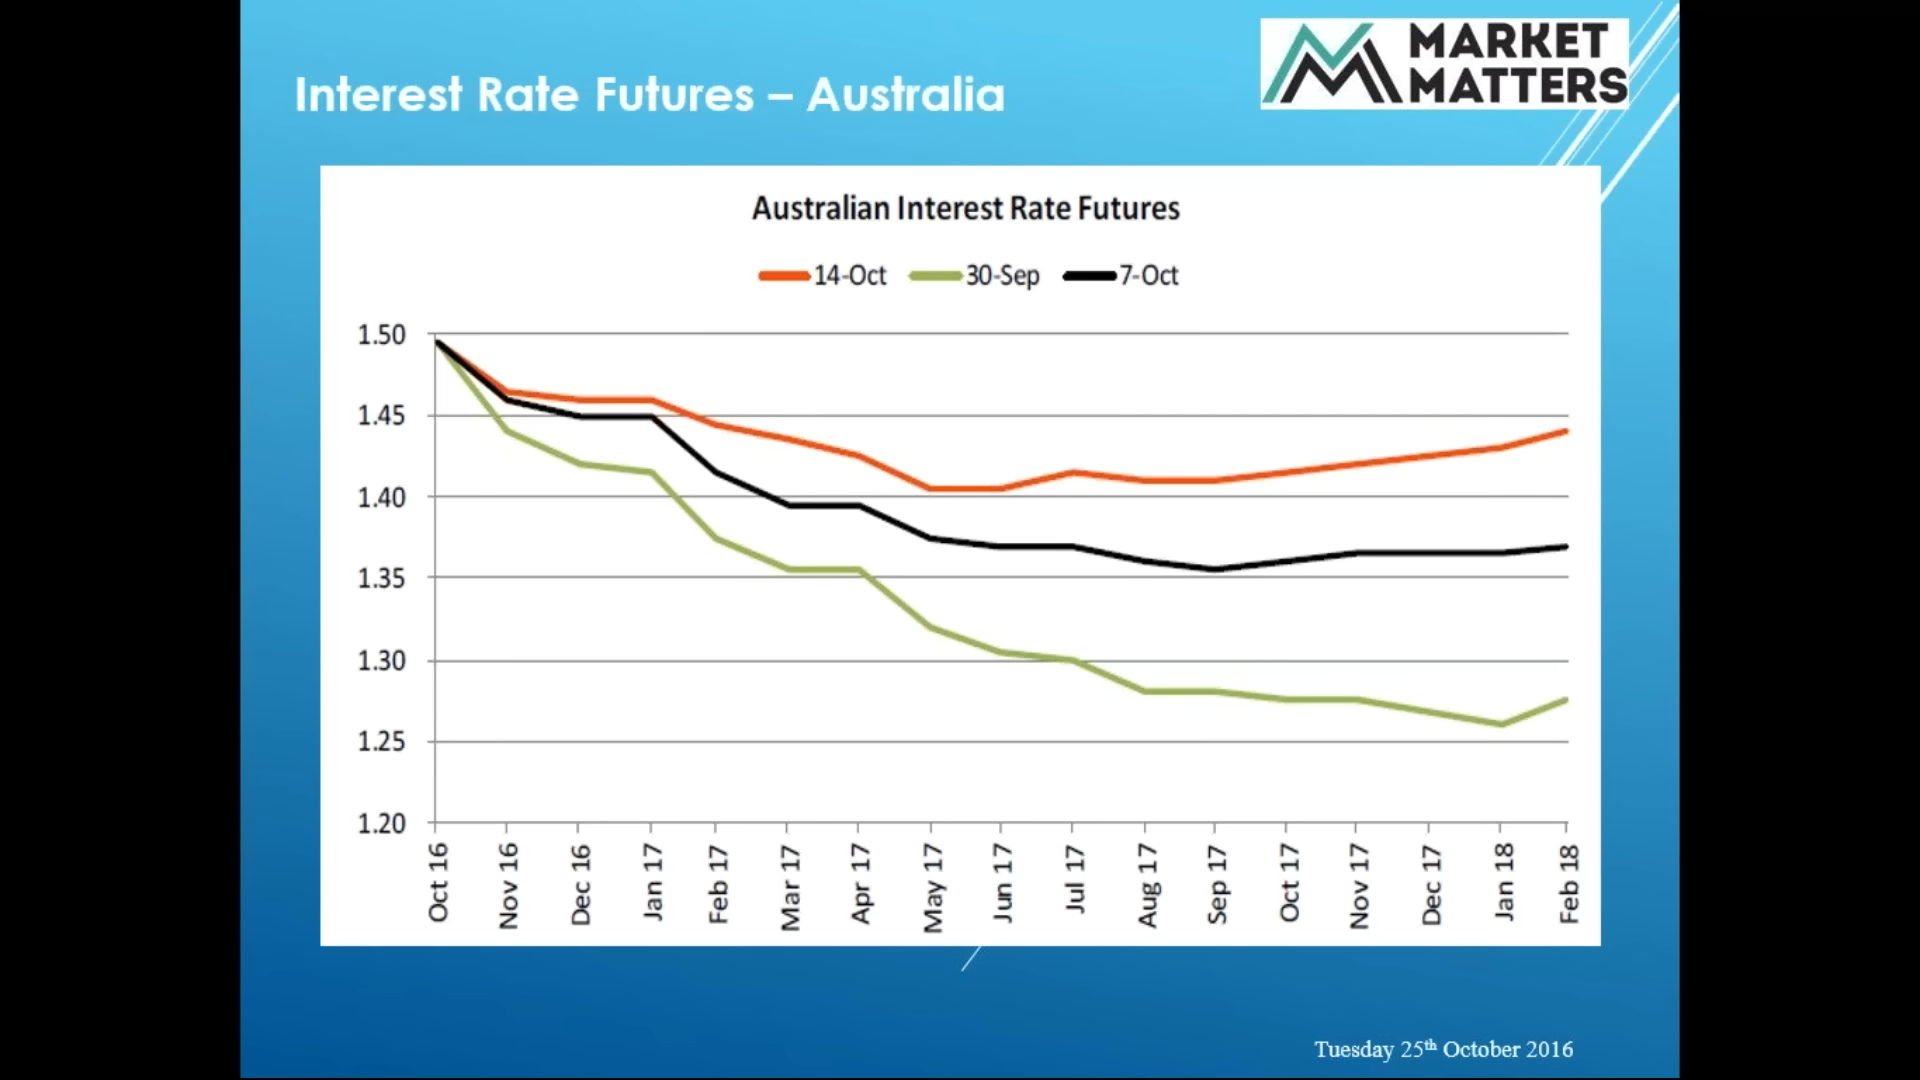 MARKET
MATTERS
Interest Rate Futures – Australia
Australian Interest Rate Futures
14-Oct 30-Sep 7-Oct
1.50
1.45
1.40
1.35
1.30
1.25
1.20
Oct 16
Nov 16
Dec 16
Jan 17
Feb 17
Mar 17
Apr 17
May 17
Jun 17
Jul 17
Aug 17
Sep 17
Oct 17
Nov 17
Dec 17
Jan 18
Feb 18
Tuesday 25th October 2016